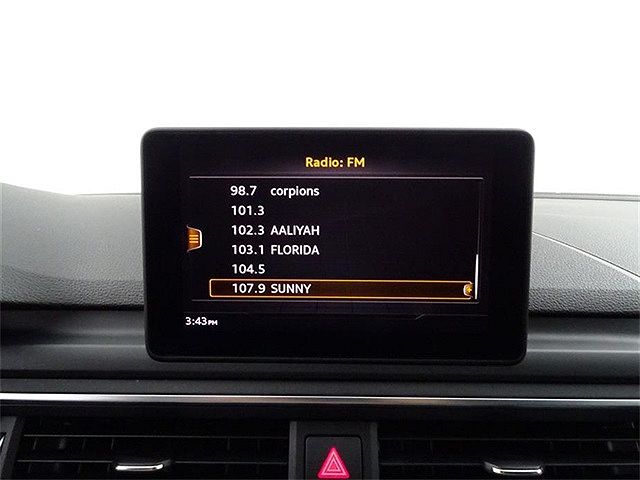 Radio: FM
98.7 corpions
101.3
102.3 AALIYAH
103.1 FLORIDA
104.5
107.9 SUNNY
3:43PM